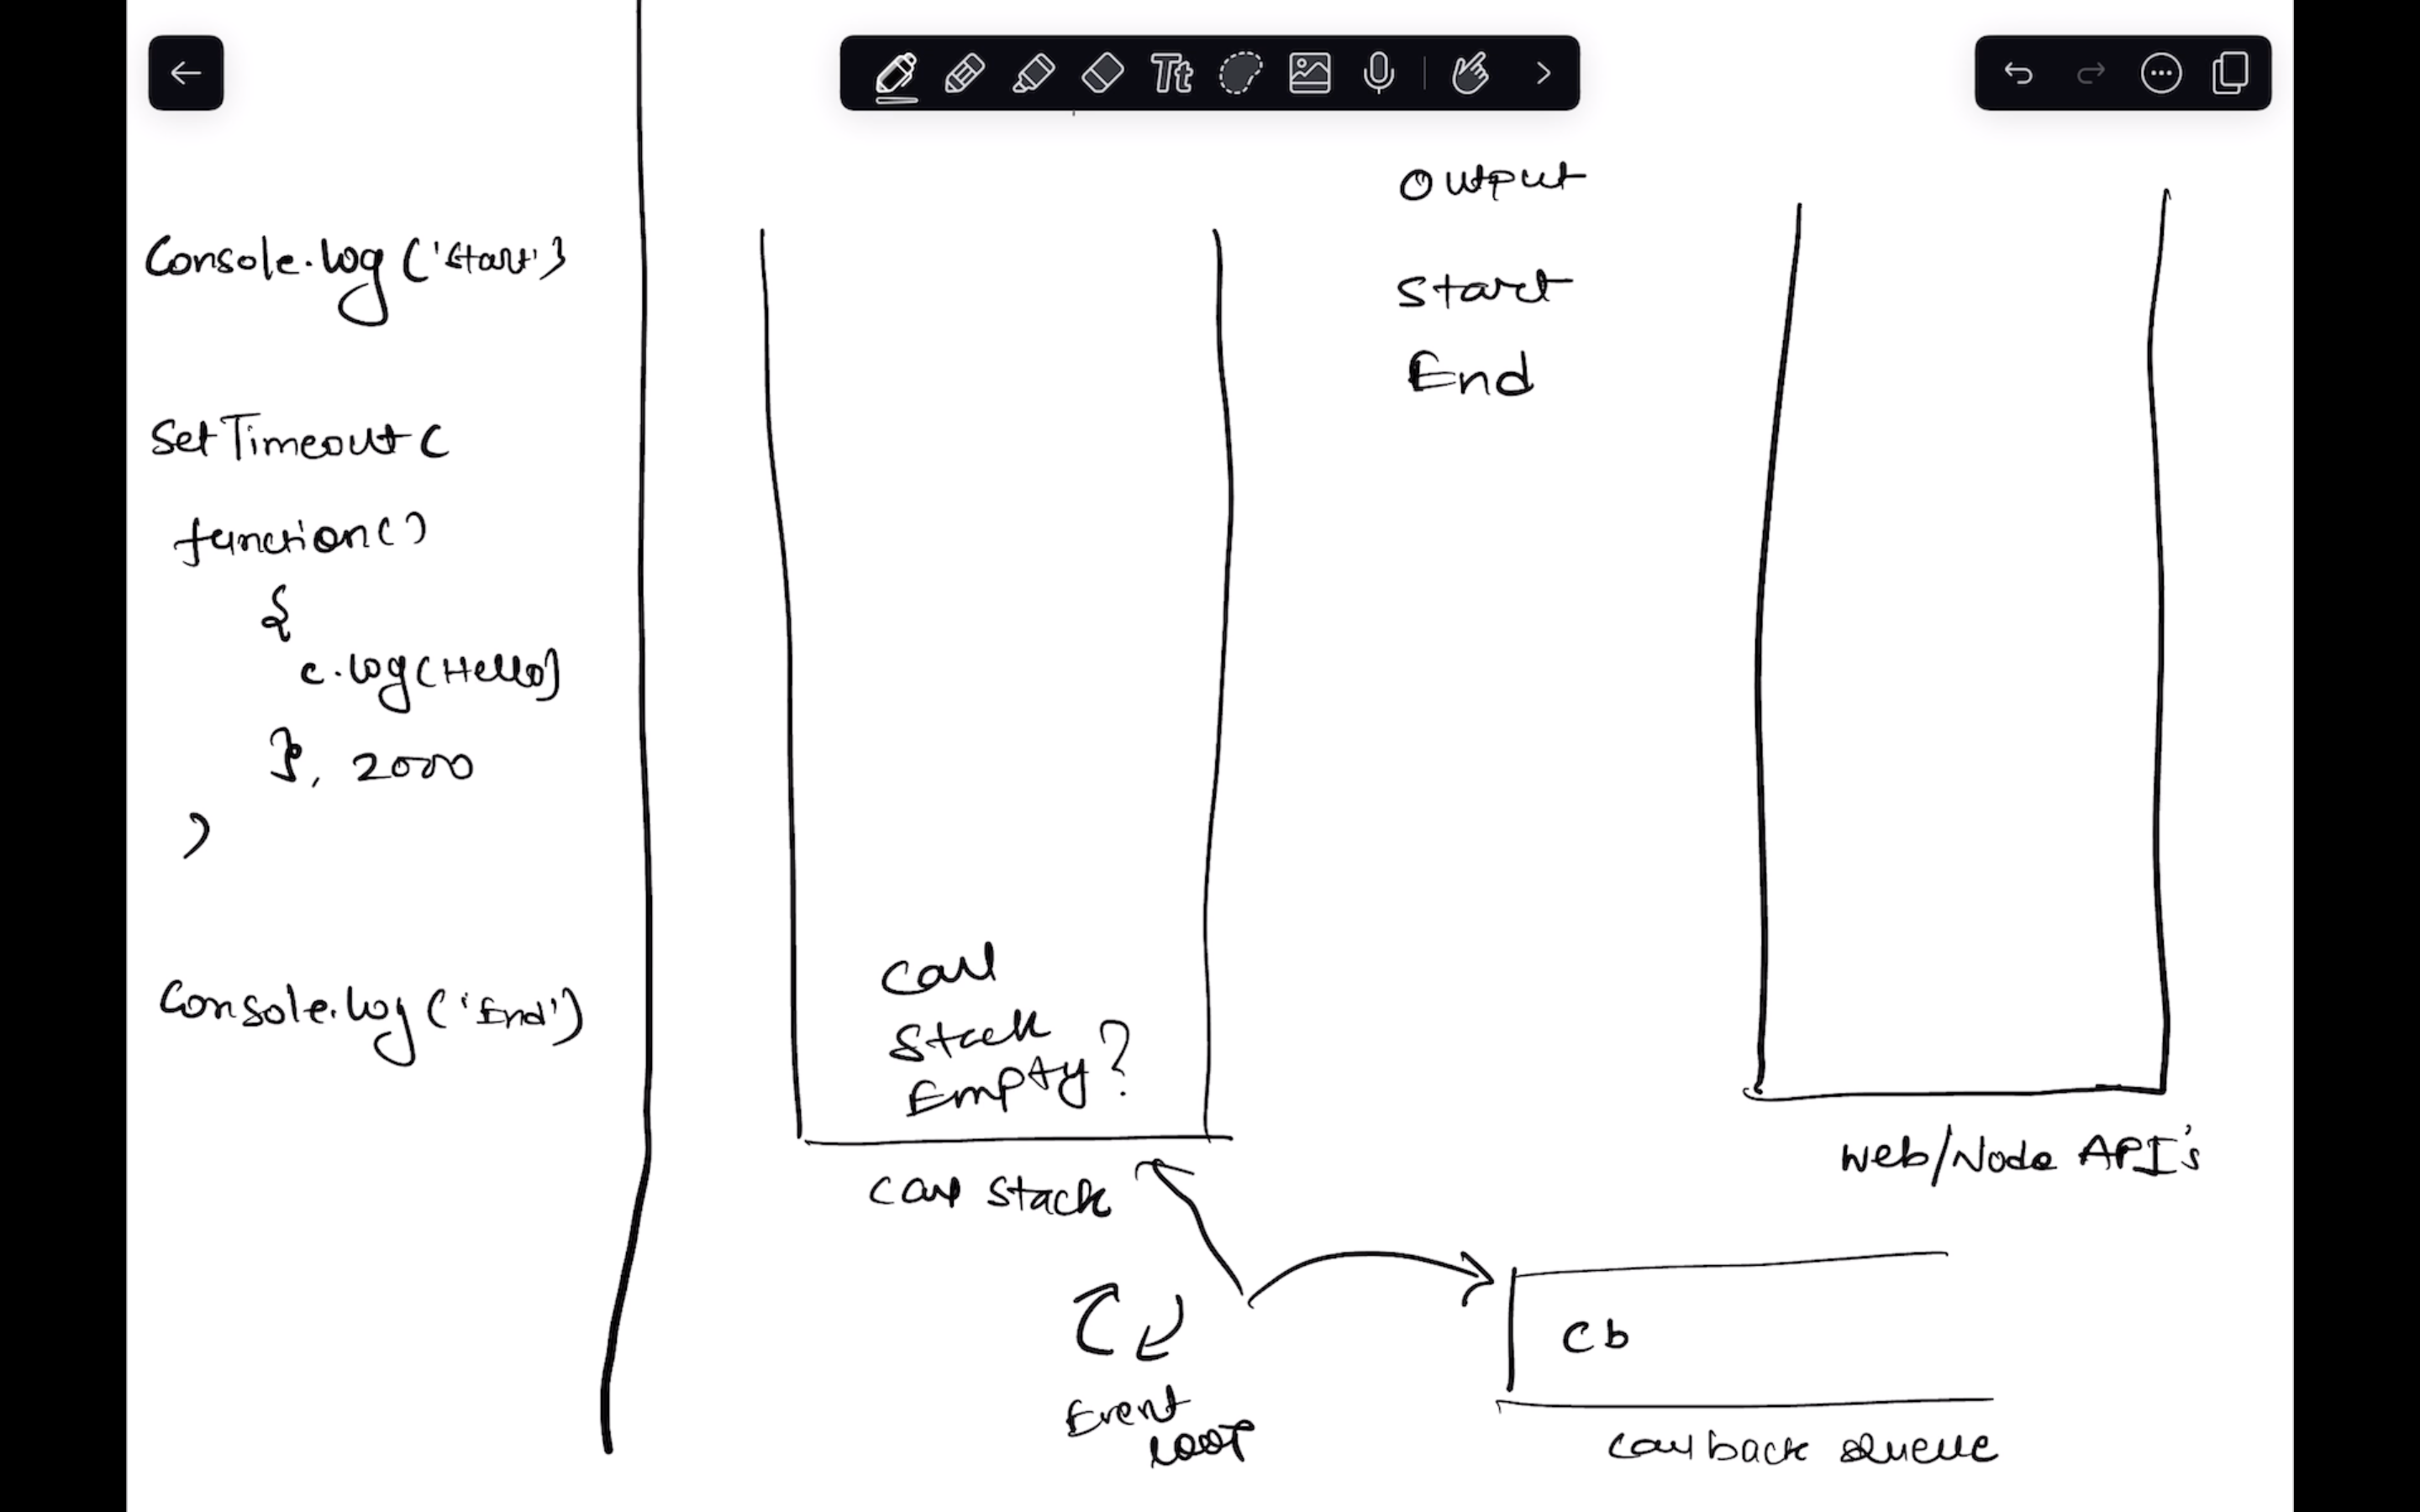 Console.log ('Start')
SetTimeout (
function ()
{
c.log (Hello)
}, 2000
)
Console.log ('End')
Call
Stack
Empty?
Call Stack
Event
Loop
Output
Start
End
Web/Node API's
Cb
Callback Queue
Tt